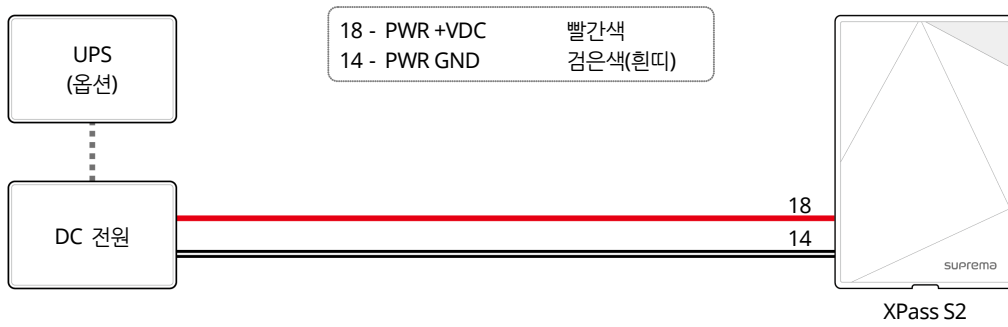 18 - PWR +VDC 빨간색
14 - PWR GND 검은색(흰띠)
UPS
(옵션)
DC 전원
18
14
suprema
XPass S2